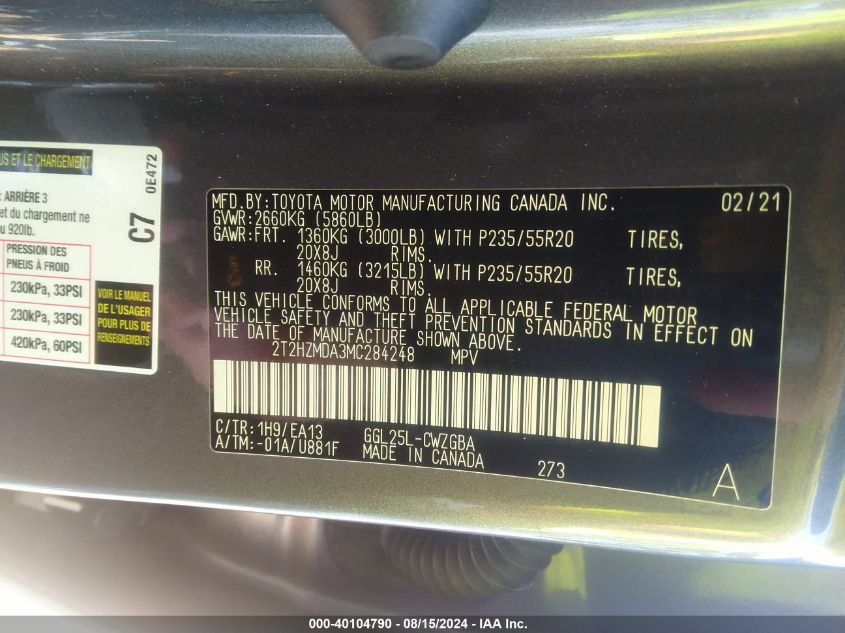 US ET LE CHARGEMENT
: ARRIÈRE 3
et du chargement ne
u 920lb.
C7
0E472
PRESSION DES
PNEUS À FROID
230kPa, 33PSI
230kPa, 33PSI
420kPa, 60PSI
VOIR LE MANUEL
DE L'USAGER
POUR PLUS DE
RENSEIGNEMENTS
MFD.BY:TOYOTA MOTOR MANUFACTURING CANADA INC. 02/21
GVWR:2660KG (5860LB)
GAWR:FRT. 1360KG (3000LB) WITH P235/55R20 TIRES,
20X8J RIMS.
RR. 1460KG (3215LB) WITH P235/55R20 TIRES,
20X8J RIMS.
THIS VEHICLE CONFORMS TO ALL APPLICABLE FEDERAL MOTOR
VEHICLE SAFETY AND THEFT PREVENTION STANDARDS IN EFFECT ON
THE DATE OF MANUFACTURE SHOWN ABOVE.
2T2HZMDA3MC284248 MPV
C/TR:1H9/EA13 GGL25L-CWZGBA
A/TM:-01A/U881F MADE IN CANADA 273
A
000-40104790 - 08/15/2024 - IAA Inc.